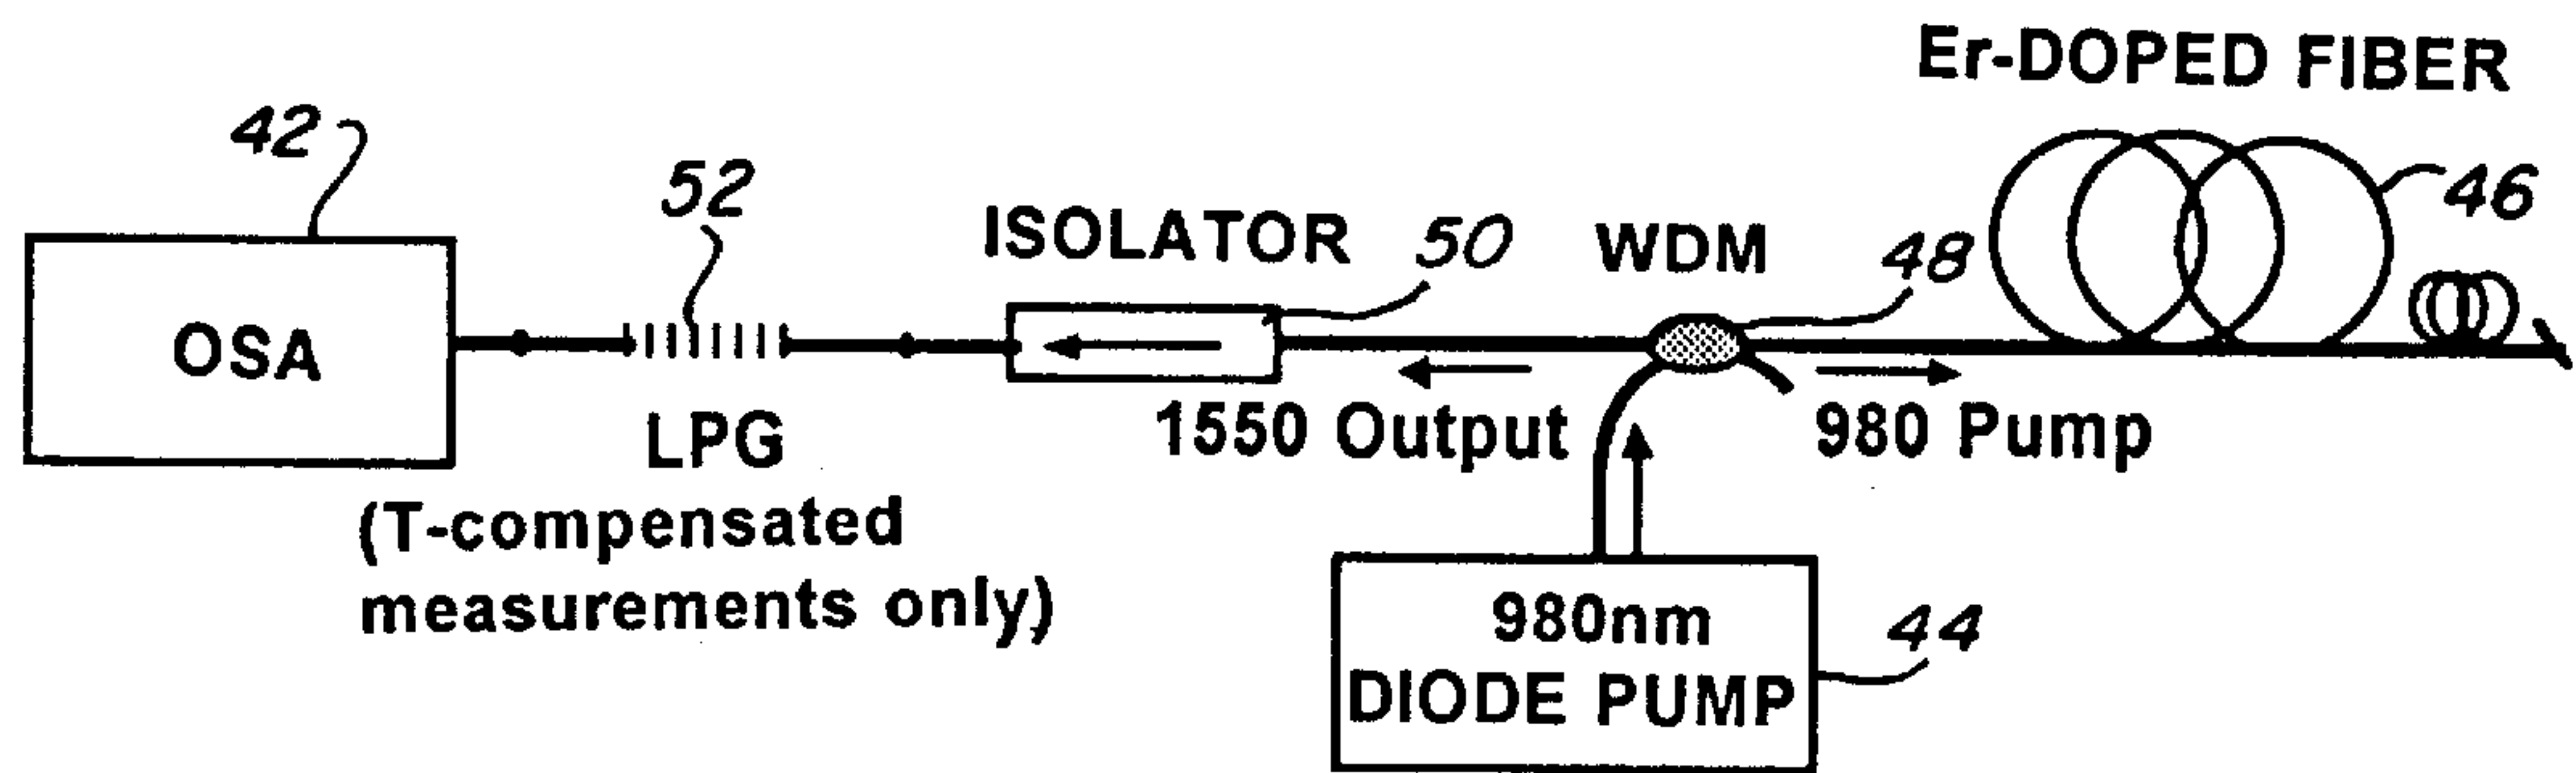 Er-DOPED FIBER
42
52
ISOLATOR
50
WDM
48
46
OSA
LPG
(T-compensated
measurements only)
1550 Output
980 Pump
980nm
DIODE PUMP
44